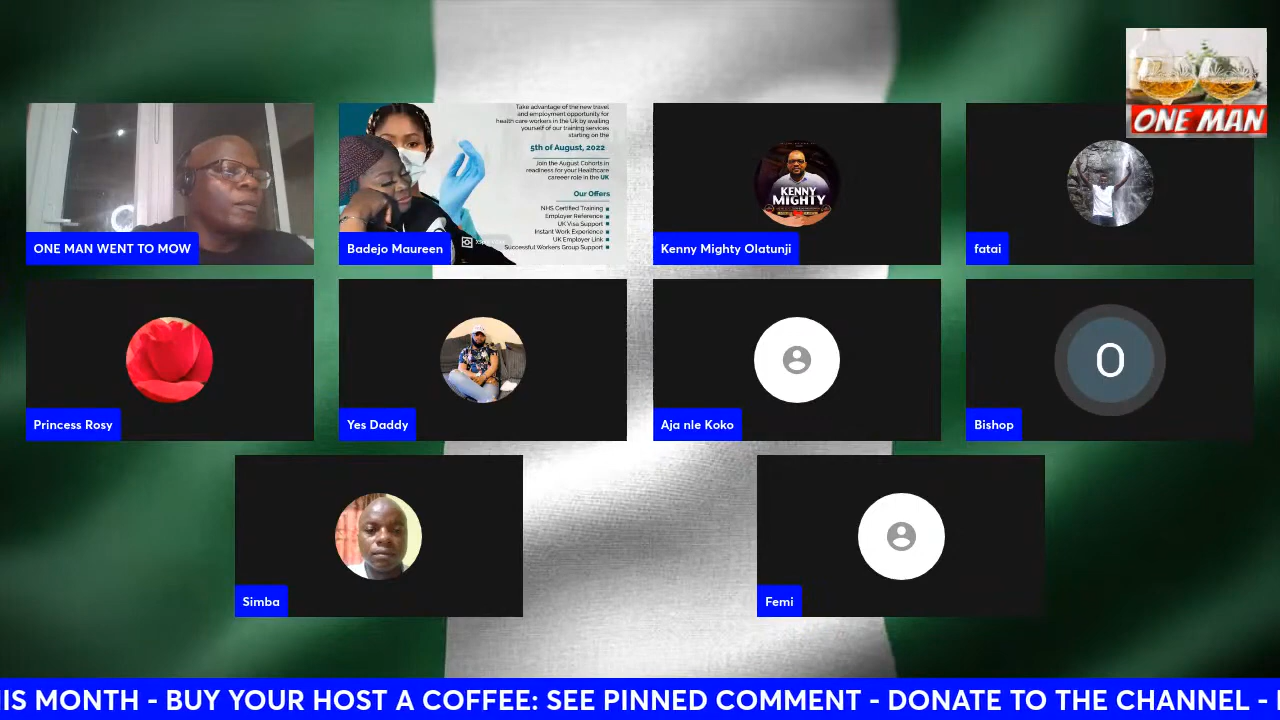 ONE MAN
ONE MAN WENT TO MOW
Take advantage of the new travel
and employment opportunity for
health care workers in the Uk by availing
yourself of our training services
starting on the
5th of August, 2022
Join the August Cohorts in
readiness for your Healthcare
careeer role in the UK
Our Offers
NHS Certified Training
Employer Reference
UK Visa Support
Instant Work Experience
UK Employer Link
Successful Workers Group Support
Badejo Maureen
KENNY
MIGHTY
Kenny Mighty Olatunji
fatai
Princess Rosy
Yes Daddy
Aja nle Koko
O
Bishop
Simba
Femi
IS MONTH - BUY YOUR HOST A COFFEE: SEE PINNED COMMENT - DONATE TO THE CHANNEL -